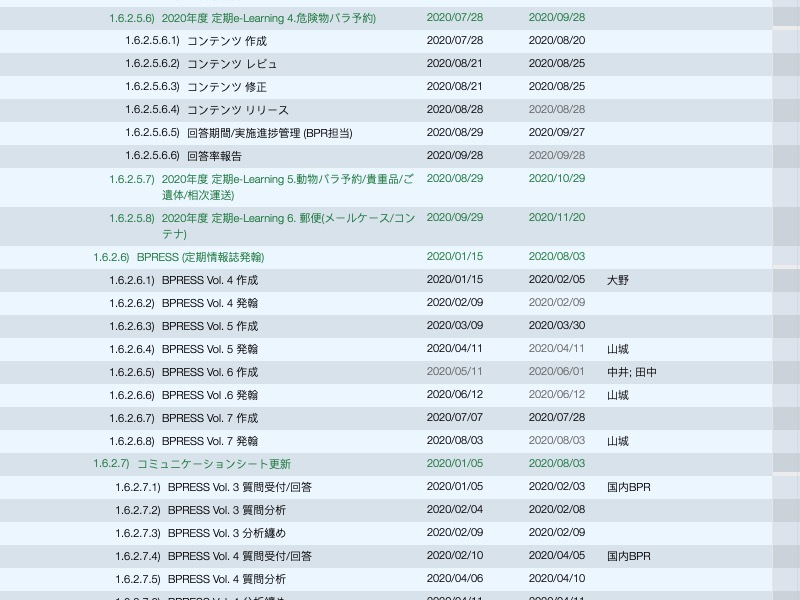 1.6.2.5.6) 2020年度 定期e-Learning 4.危険物バラ予約) 2020/07/28 2020/09/28
1.6.2.5.6.1) コンテンツ 作成 2020/07/28 2020/08/20
1.6.2.5.6.2) コンテンツ レビュ 2020/08/21 2020/08/25
1.6.2.5.6.3) コンテンツ 修正 2020/08/21 2020/08/25
1.6.2.5.6.4) コンテンツ リリース 2020/08/28 2020/08/28
1.6.2.5.6.5) 回答期間/実施進捗管理 (BPR担当) 2020/08/29 2020/09/27
1.6.2.5.6.6) 回答率報告 2020/09/28 2020/09/28
1.6.2.5.7) 2020年度 定期e-Learning 5.動物バラ予約/貴重品/ご 2020/08/29 2020/10/29
遺体/相次運送)
1.6.2.5.8) 2020年度 定期e-Learning 6. 郵便(メールケース/コン 2020/09/29 2020/11/20
テナ)
1.6.2.6) BPRESS (定期情報誌発翰) 2020/01/15 2020/08/03
1.6.2.6.1) BPRESS Vol. 4 作成 2020/01/15 2020/02/05 大野
1.6.2.6.2) BPRESS Vol. 4 発翰 2020/02/09 2020/02/09
1.6.2.6.3) BPRESS Vol. 5 作成 2020/03/09 2020/03/30
1.6.2.6.4) BPRESS Vol. 5 発翰 2020/04/11 2020/04/11 山城
1.6.2.6.5) BPRESS Vol. 6 作成 2020/05/11 2020/06/01 中井; 田中
1.6.2.6.6) BPRESS Vol .6 発翰 2020/06/12 2020/06/12 山城
1.6.2.6.7) BPRESS Vol. 7 作成 2020/07/07 2020/07/28
1.6.2.6.8) BPRESS Vol. 7 発翰 2020/08/03 2020/08/03 山城
1.6.2.7) コミュニケーションシート更新 2020/01/05 2020/08/03
1.6.2.7.1) BPRESS Vol. 3 質問受付/回答 2020/01/05 2020/02/03 国内BPR
1.6.2.7.2) BPRESS Vol. 3 質問分析 2020/02/04 2020/02/08
1.6.2.7.3) BPRESS Vol. 3 分析纏め 2020/02/09 2020/02/09
1.6.2.7.4) BPRESS Vol. 4 質問受付/回答 2020/02/10 2020/04/05 国内BPR
1.6.2.7.5) BPRESS Vol. 4 質問分析 2020/04/06 2020/04/10